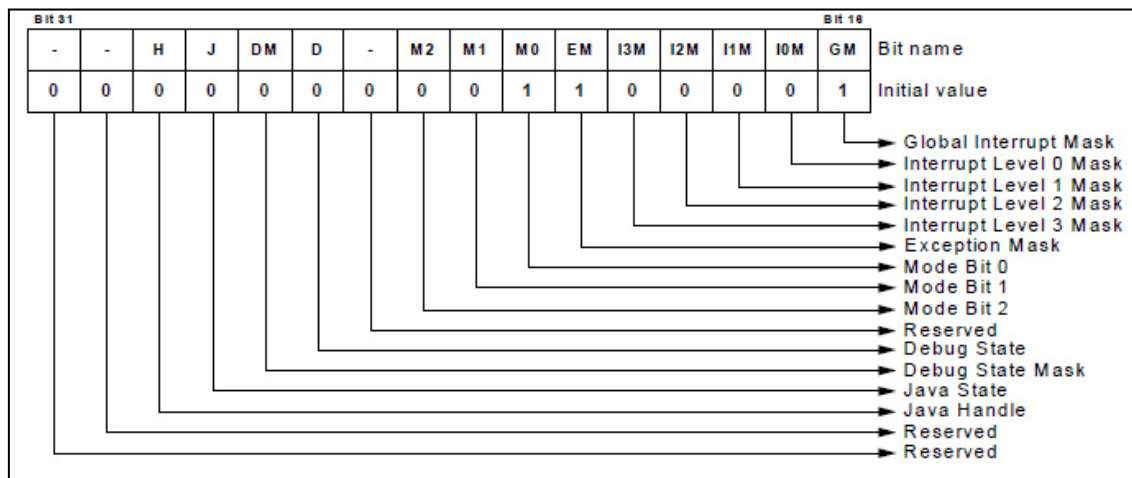 Bit 31 Bit 16
- - H J DM D - M2 M1 M0 EM I3M I2M I1M I0M GM Bit name
0 0 0 0 0 0 0 0 0 1 1 0 0 0 0 1 Initial value
Global Interrupt Mask
Interrupt Level 0 Mask
Interrupt Level 1 Mask
Interrupt Level 2 Mask
Interrupt Level 3 Mask
Exception Mask
Mode Bit 0
Mode Bit 1
Mode Bit 2
Reserved
Debug State
Debug State Mask
Java State
Java Handle
Reserved
Reserved